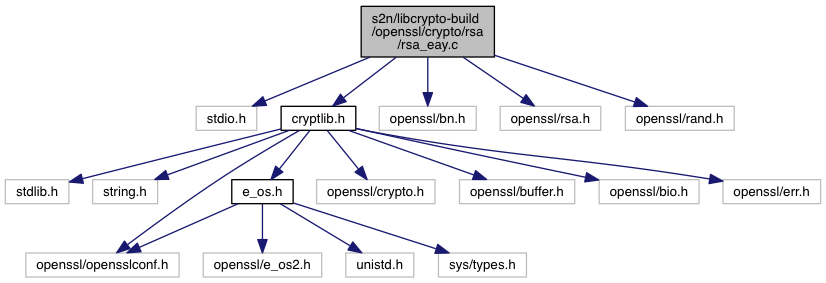 s2n/libcrypto-build
/openssl/crypto/rsa
/rsa_eay.c
stdio.h
cryptlib.h
openssl/bn.h
openssl/rsa.h
openssl/rand.h
stdlib.h
string.h
e_os.h
openssl/crypto.h
openssl/buffer.h
openssl/bio.h
openssl/err.h
openssl/opensslconf.h
openssl/e_os2.h
unistd.h
sys/types.h